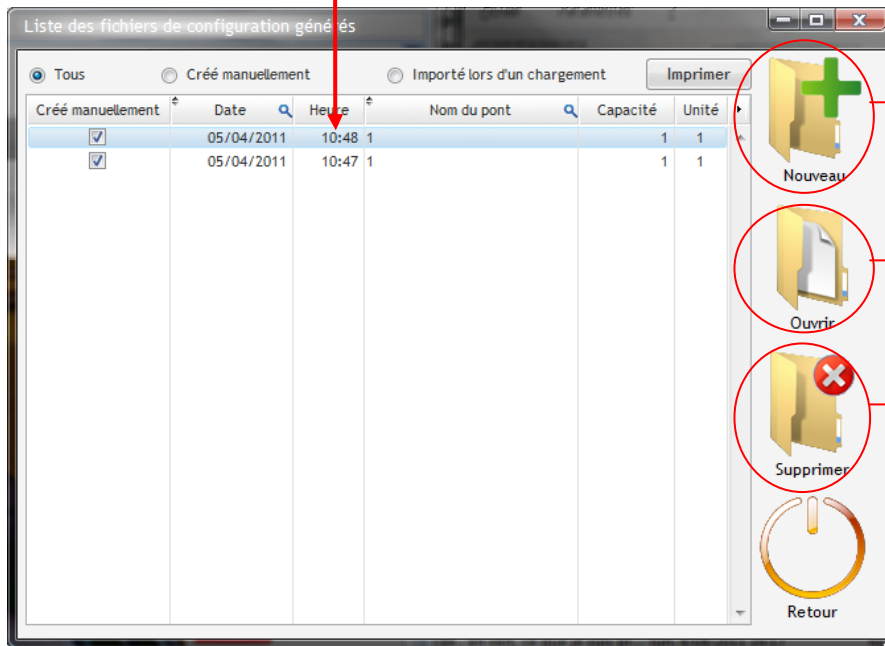 Liste des fichiers de configuration générés
Tous Créé manuellement Importé lors d'un chargement Imprimer
Créé manuellement Date Heure Nom du pont Capacité Unité
05/04/2011 10:48 1 1 1
05/04/2011 10:47 1 1 1
Nouveau
Ouvrir
Supprimer
Retour